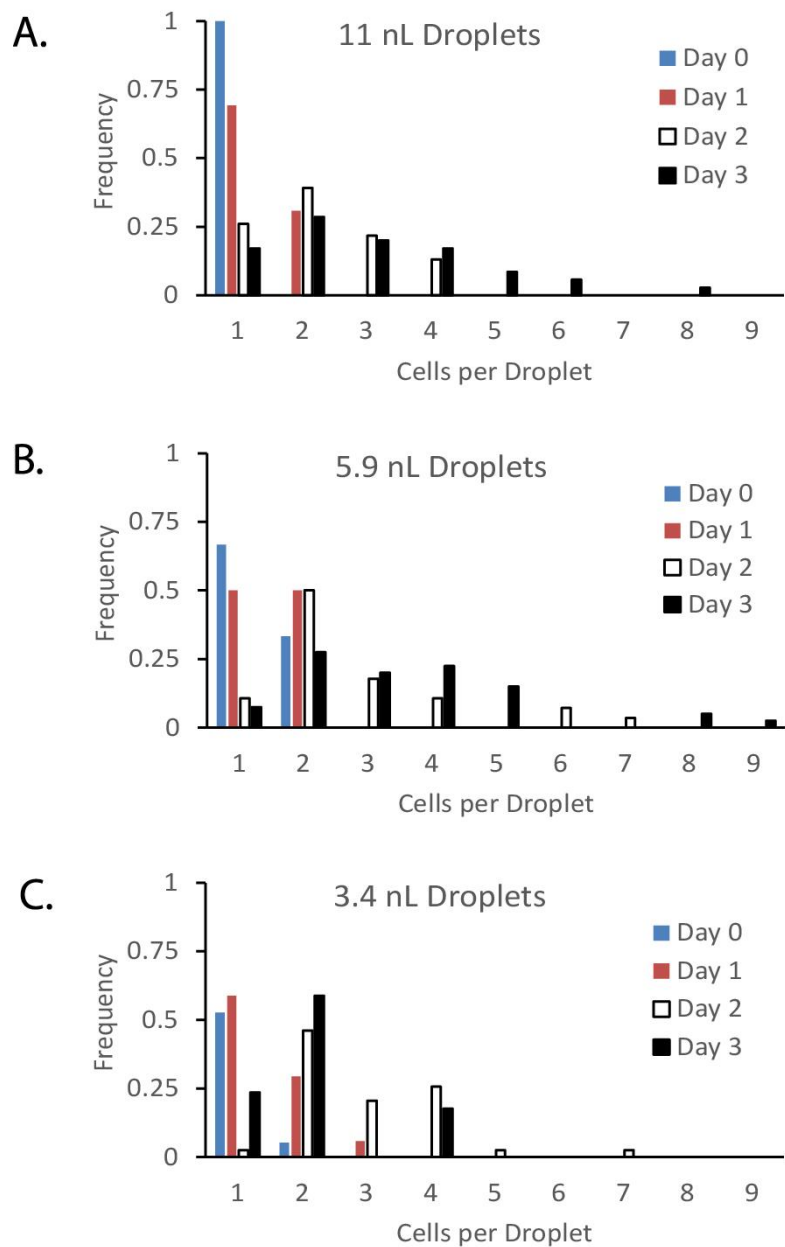 A.
11 nL Droplets
Frequency
1
0.75
0.5
0.25
0
Day 0
Day 1
Day 2
Day 3
1 2 3 4 5 6 7 8 9
Cells per Droplet
B.
5.9 nL Droplets
Frequency
1
0.75
0.5
0.25
0
Day 0
Day 1
Day 2
Day 3
1 2 3 4 5 6 7 8 9
Cells per Droplet
C.
3.4 nL Droplets
Frequency
1
0.75
0.5
0.25
0
Day 0
Day 1
Day 2
Day 3
1 2 3 4 5 6 7 8 9
Cells per Droplet